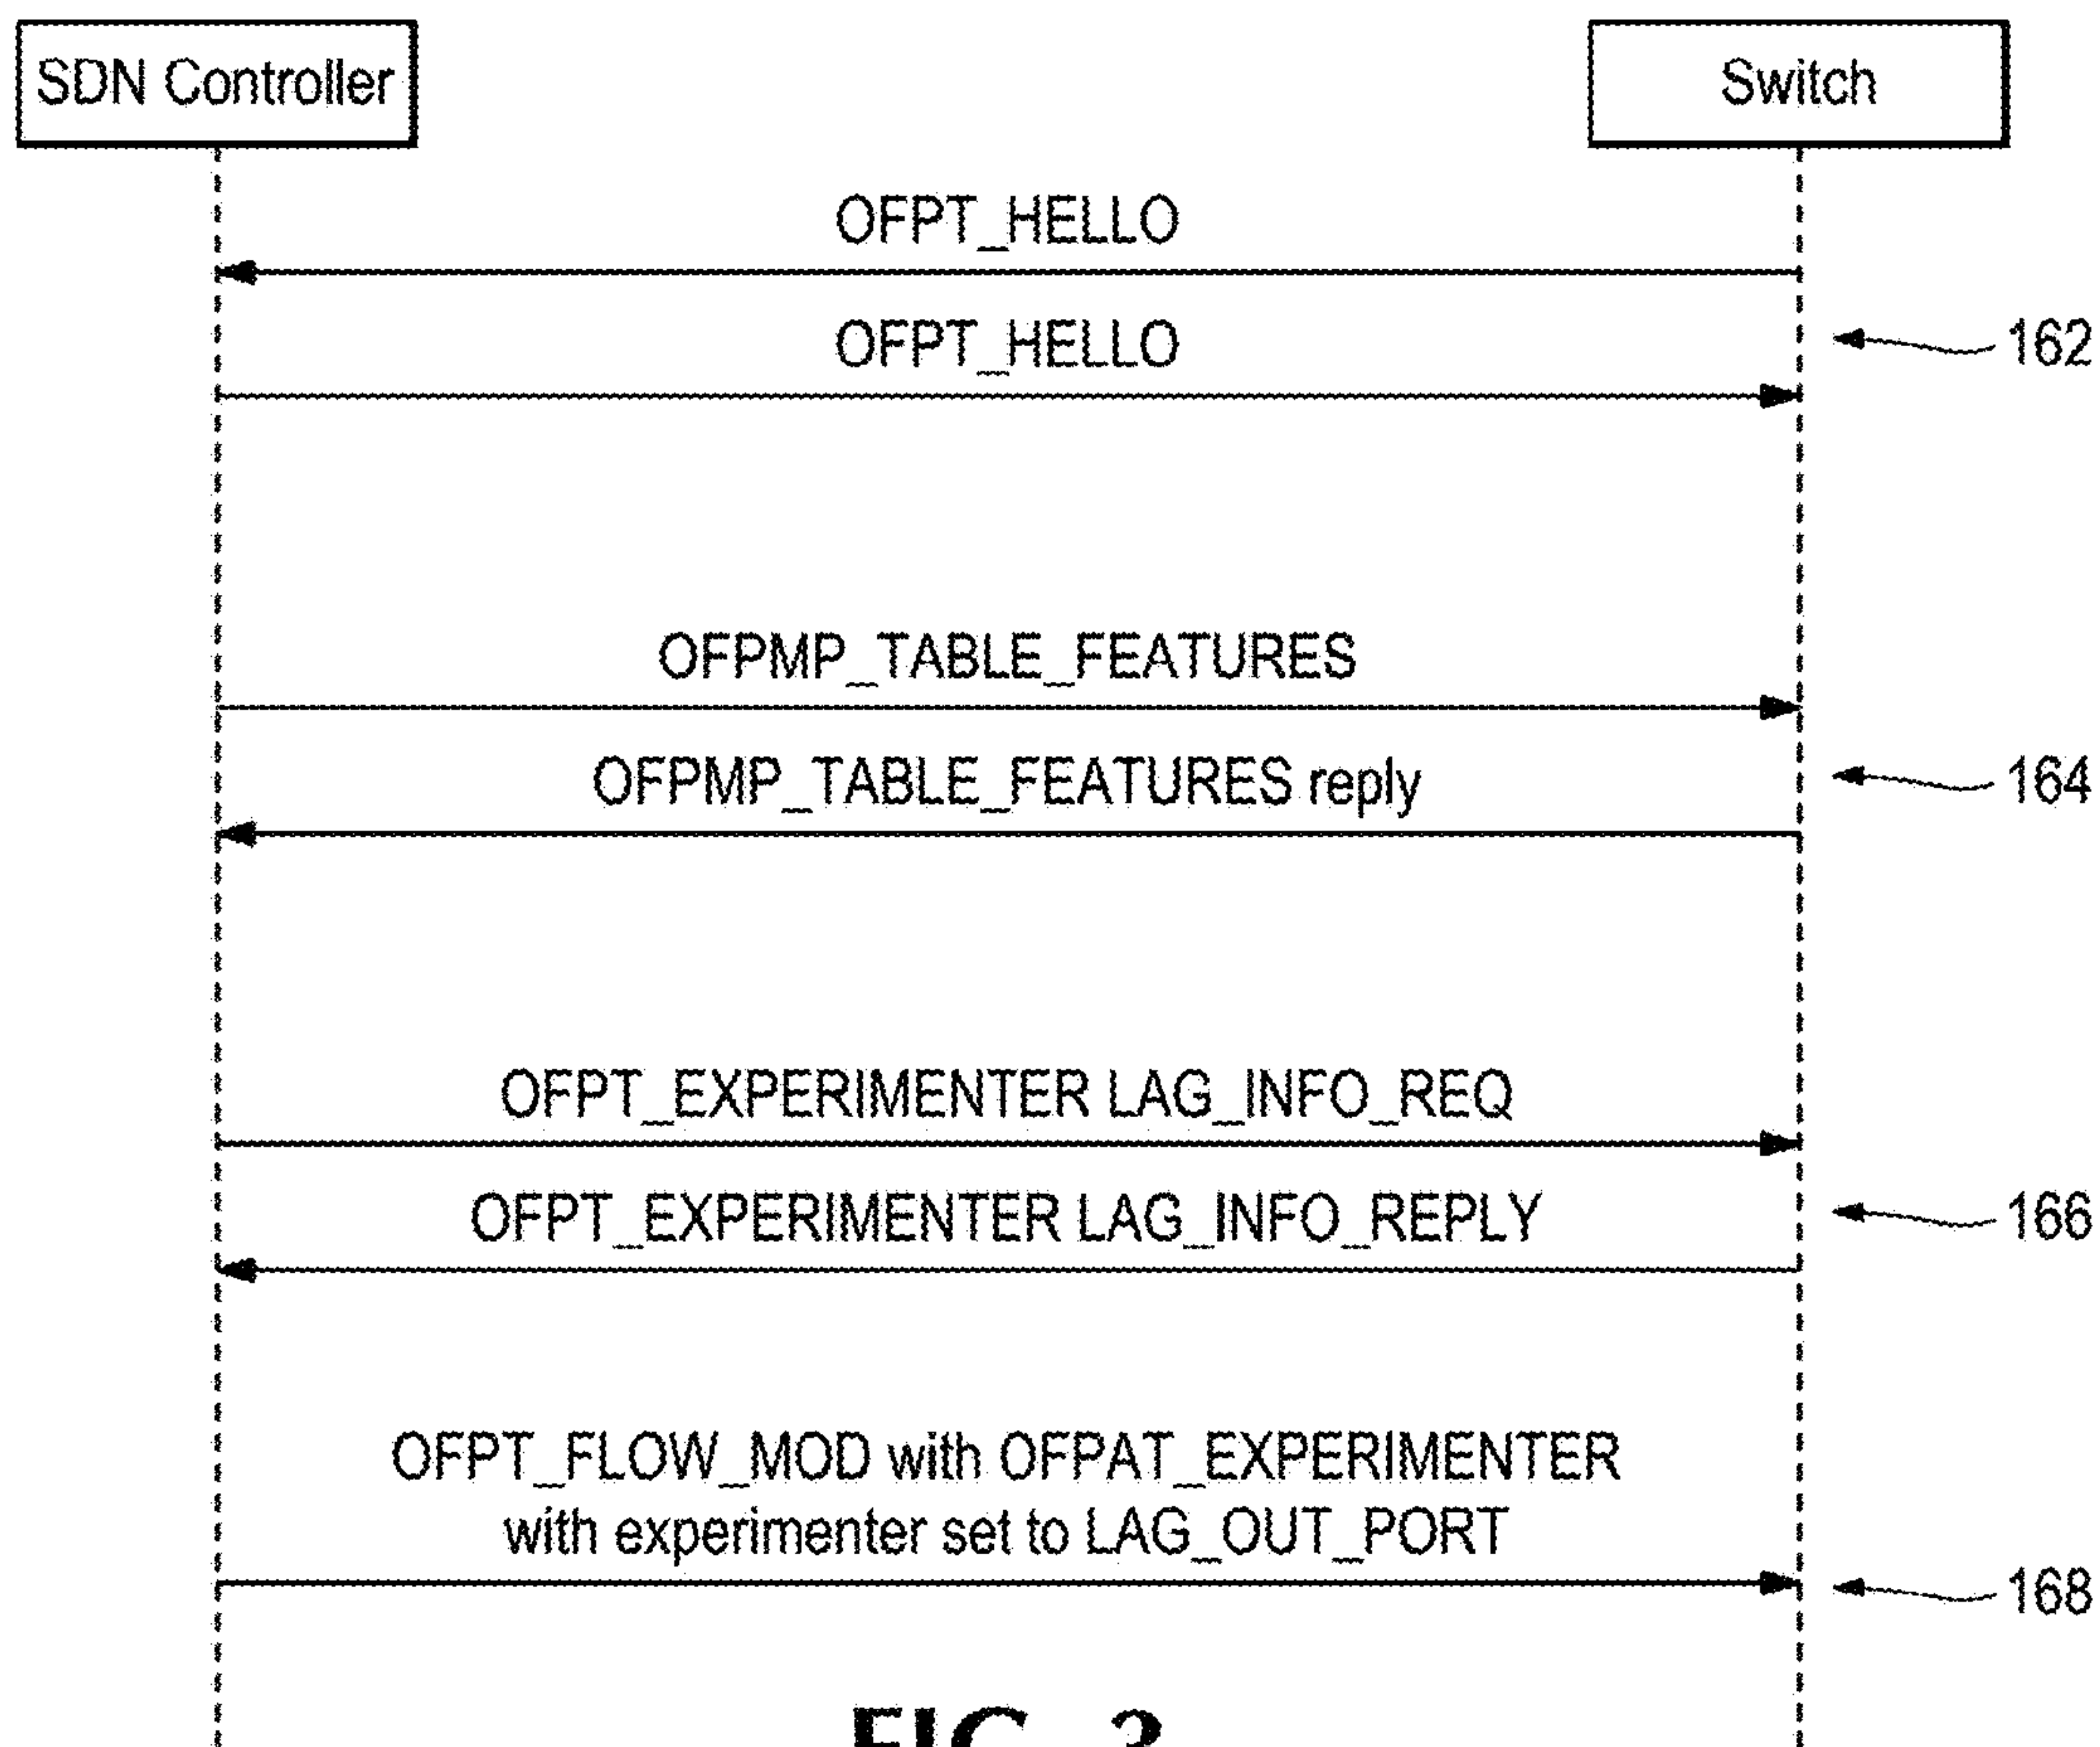 SDN Controller
Switch
OFPT_HELLO
OFPT_HELLO
162
OFPMP_TABLE_FEATURES
OFPMP_TABLE_FEATURES reply
164
OFPT_EXPERIMENTER LAG_INFO_REQ
OFPT_EXPERIMENTER LAG_INFO_REPLY
166
OFPT_FLOW_MOD with OFPAT_EXPERIMENTER
with experimenter set to LAG_OUT_PORT
168